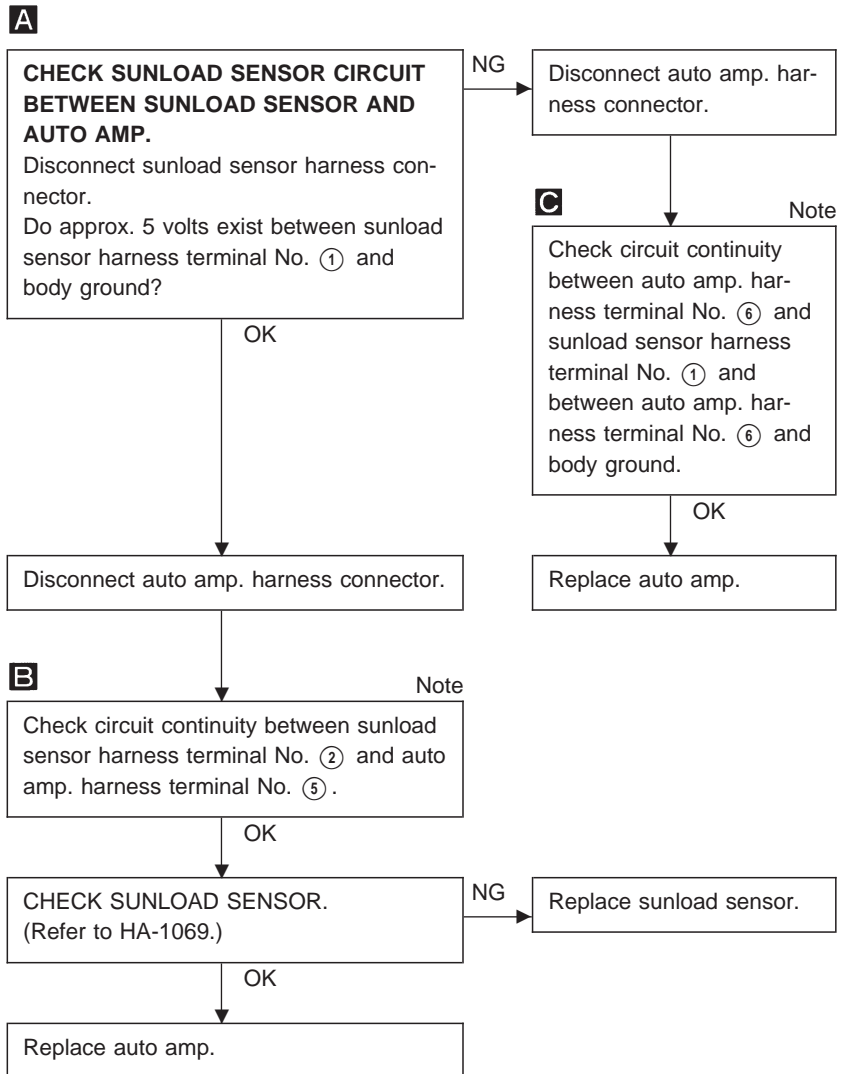 A
CHECK SUNLOAD SENSOR CIRCUIT
BETWEEN SUNLOAD SENSOR AND
AUTO AMP.
Disconnect sunload sensor harness con-
nector.
Do approx. 5 volts exist between sunload
sensor harness terminal No. ① and
body ground?
NG
Disconnect auto amp. har-
ness connector.
C
Note
Check circuit continuity
between auto amp. har-
ness terminal No. ⑥ and
sunload sensor harness
terminal No. ① and
between auto amp. har-
ness terminal No. ⑥ and
body ground.
OK
Replace auto amp.
OK
Disconnect auto amp. harness connector.
B
Note
Check circuit continuity between sunload
sensor harness terminal No. ② and auto
amp. harness terminal No. ⑤.
OK
CHECK SUNLOAD SENSOR.
(Refer to HA-1069.)
NG
Replace sunload sensor.
OK
Replace auto amp.